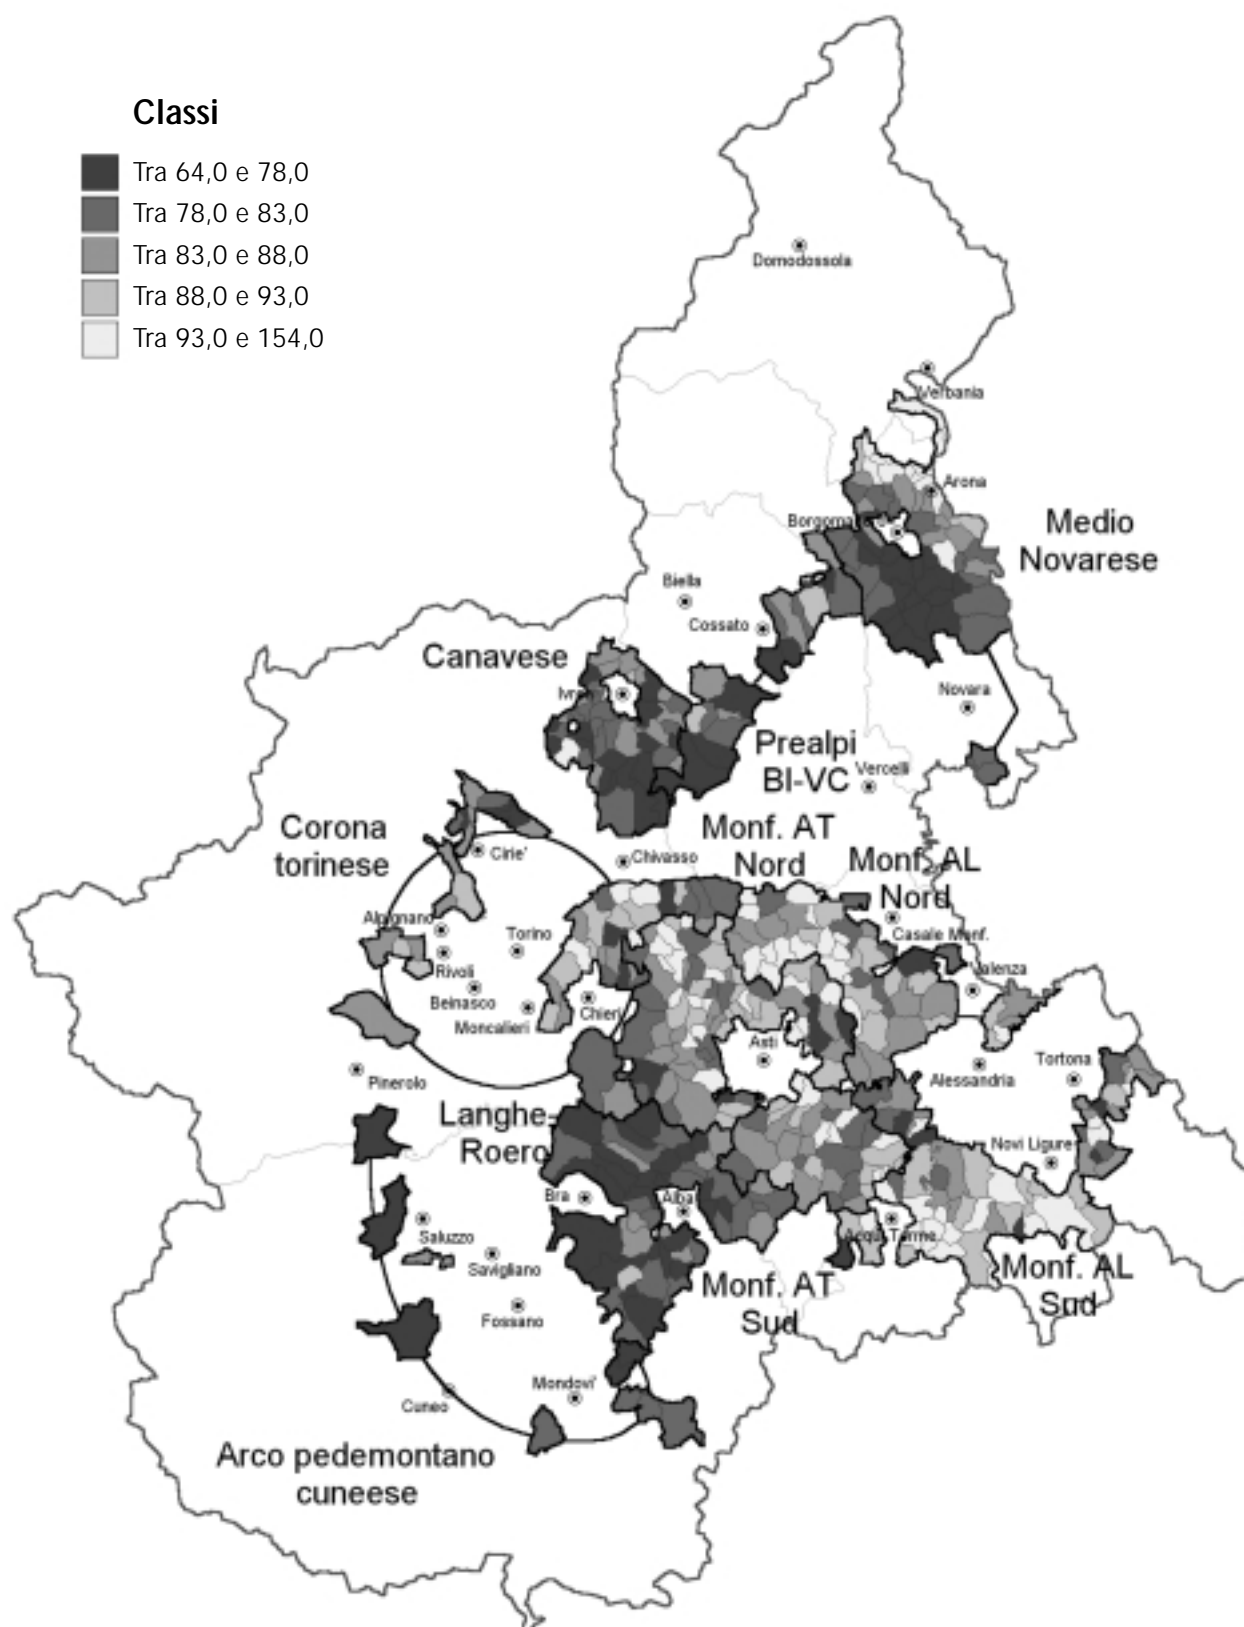 Classi
Tra 64,0 e 78,0
Tra 78,0 e 83,0
Tra 83,0 e 88,0
Tra 88,0 e 93,0
Tra 93,0 e 154,0
Domodossola
Verbania
Arona
Medio
Novarese
Biella
Cossato
Canavese
Novara
Prealpi
BI-VC
Vercelli
Corona
torinese
Monf. AT
Nord
Cirie'
Chivasso
Monf. AL
Nord
Alpignano
Torino
Casale Monf.
Rivoli
Valenza
Beinasco
Chieri
Moncalieri
Asti
Tortona
Pinerolo
Alessandria
Langhe-
Roero
Novi Ligure
Bra
Alba
Saluzzo
Acqui Terme
Savigliano
Monf. AT
Sud
Monf. AL
Sud
Fossano
Mondovi'
Cuneo
Arco pedemontano
cuneese